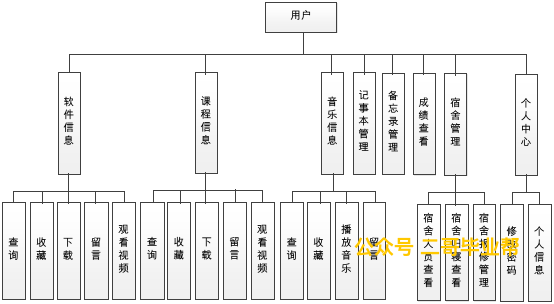 用户
软件信息
课程信息
音乐信息
记事本管理
备忘录管理
成绩查看
宿舍管理
个人中心
查询
收藏
下载
留言
观看视频
查询
收藏
下载
留言
观看视频
查询
收藏
播放音乐
留言
宿舍人员查看
宿舍归寝查看
宿舍报修管理
修改密码
个人信息
公众号 二哥毕业帮